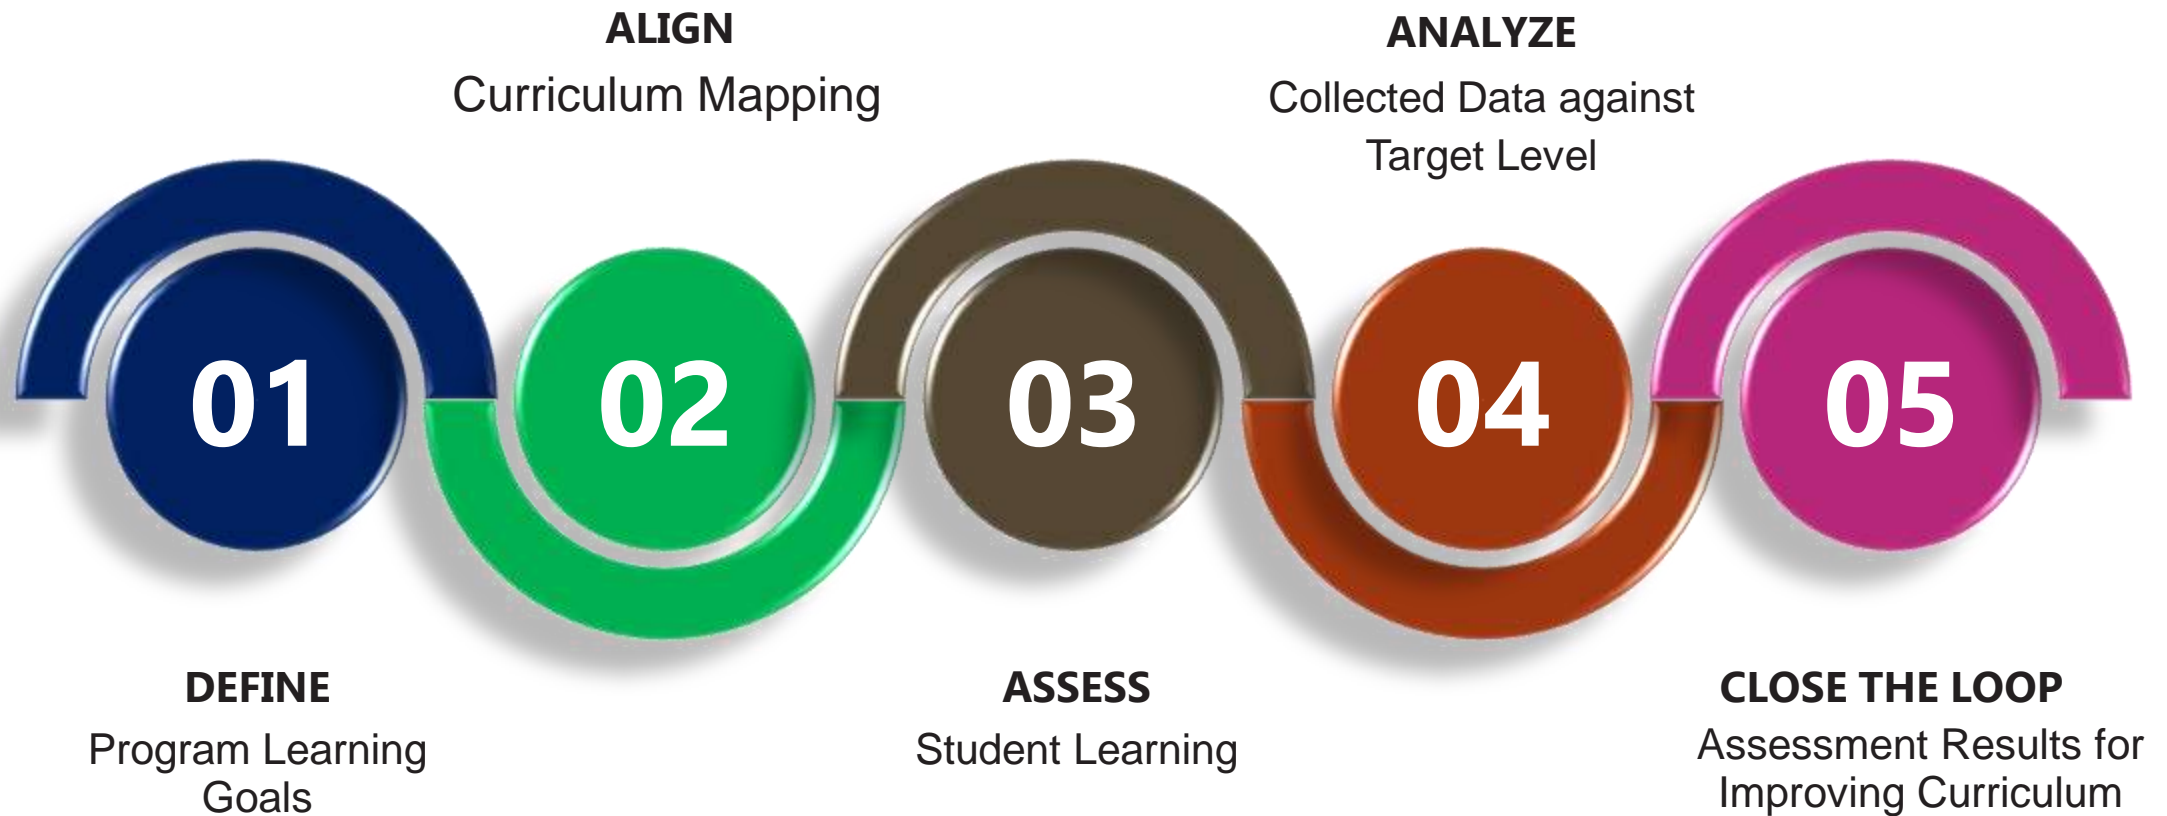 ALIGN
Curriculum Mapping
ANALYZE
Collected Data against
Target Level
01
02
03
04
05
DEFINE
Program Learning
Goals
ASSESS
Student Learning
CLOSE THE LOOP
Assessment Results for
Improving Curriculum